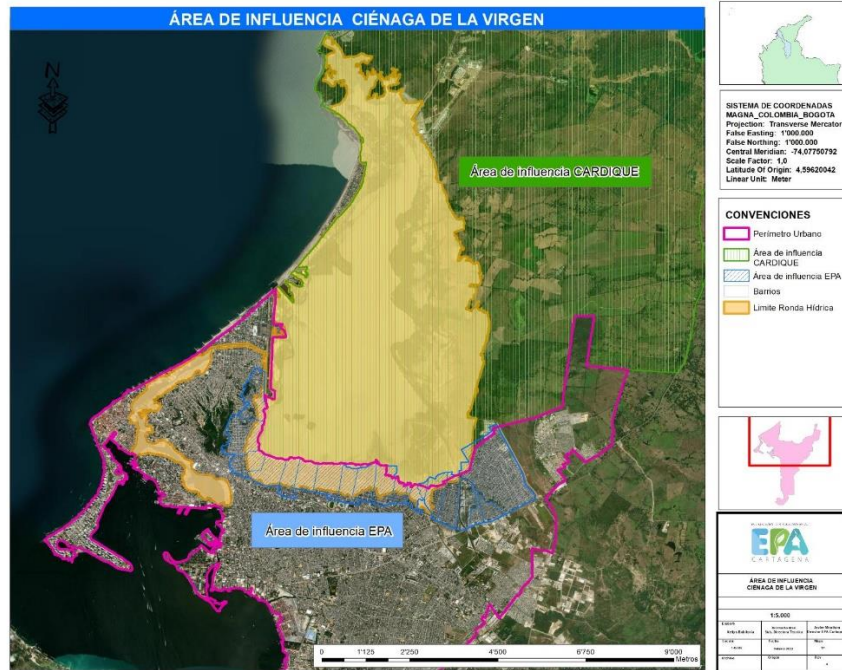 ÁREA DE INFLUENCIA CIÉNAGA DE LA VIRGEN
N
Área de influencia CARDIQUE
Área de influencia EPA
0 1'125 2'250 4'500 6'750 9'000
Metros
SISTEMA DE COORDENADAS
MAGNA_COLOMBIA_BOGOTA
Projection: Transverse Mercator
False Easting: 1'000.000
False Northing: 1'000.000
Central Meridian: -74,07750792
Scale Factor: 1,0
Latitude Of Origin: 4,59620042
Linear Unit: Meter
CONVENCIONES
Perímetro Urbano
Área de influencia
CARDIQUE
Área de influencia EPA
Barrios
Limite Ronda Hídrica
EPA
CARTAGENA
ÁREA DE INFLUENCIA
CIÉNAGA DE LA VIRGEN
1:5.000